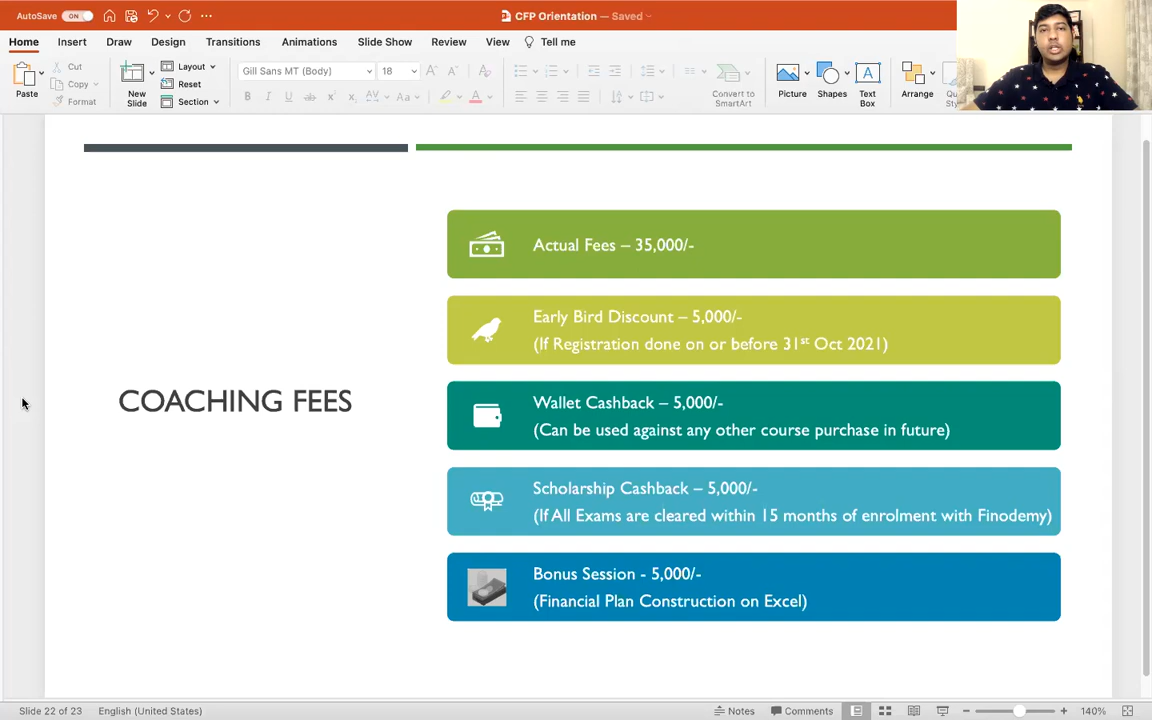 AutoSave ON
CFP Orientation — Saved
Home Insert Draw Design Transitions Animations Slide Show Review View Tell me
Paste
Cut
Copy
Format
New Slide
Layout
Reset
Section
Gill Sans MT (Body) 18
Convert to SmartArt
Picture
Shapes
Text Box
Arrange
COACHING FEES
Actual Fees – 35,000/-
Early Bird Discount – 5,000/-
(If Registration done on or before 31st Oct 2021)
Wallet Cashback – 5,000/-
(Can be used against any other course purchase in future)
Scholarship Cashback – 5,000/-
(If All Exams are cleared within 15 months of enrolment with Finodemy)
Bonus Session - 5,000/-
(Financial Plan Construction on Excel)
Slide 22 of 23 English (United States) Notes Comments 140%